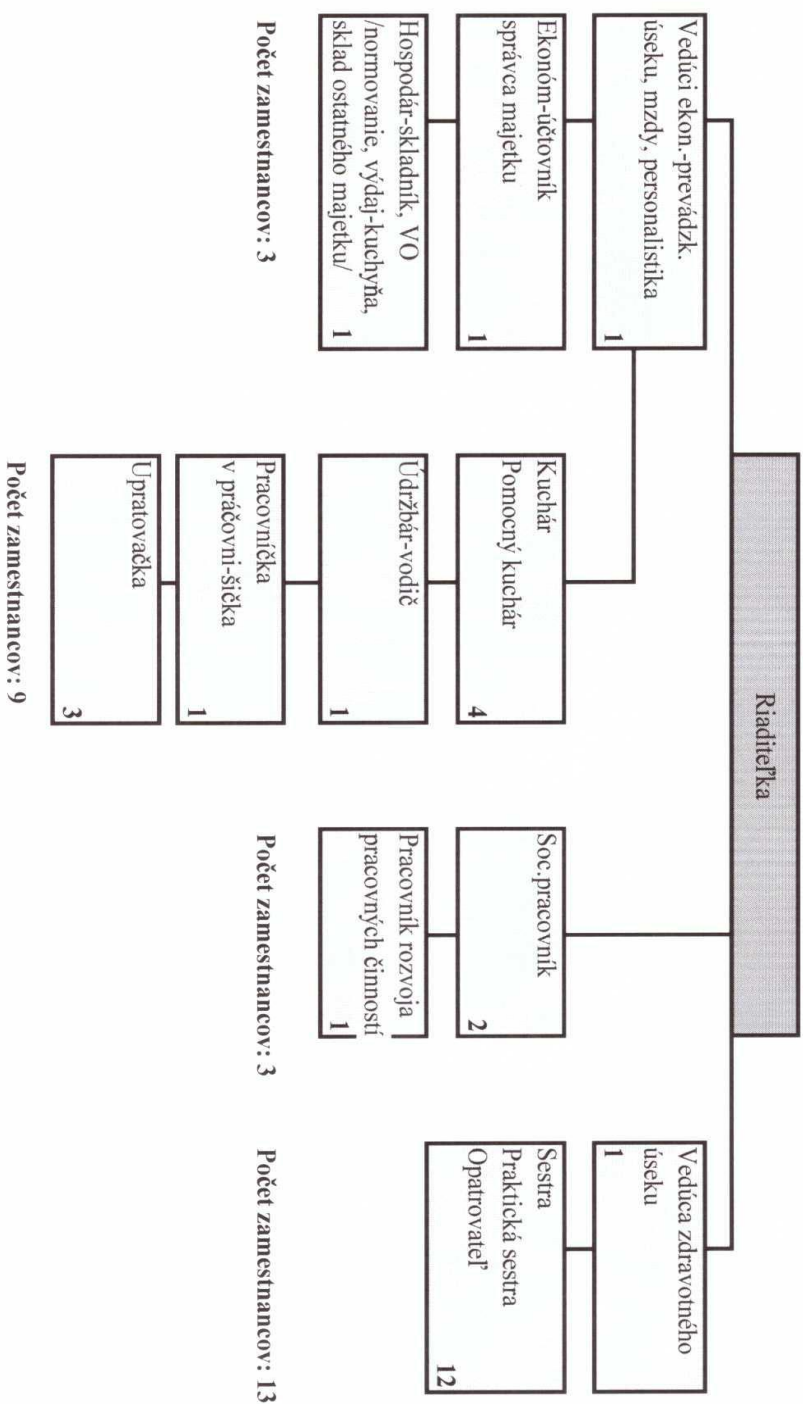 Riaditeľka
Vedúci ekon.-prevádzk.
úseku, mzdy, personalistika
1
Ekonóm-účtovník
správca majetku
1
Hospodár-skladník, VO
/normovanie, výdaj-kuchyňa,
sklad ostatného majetku/
1
Počet zamestnancov: 3
Kuchár
Pomocný kuchár
4
Údržbár-vodič
1
Pracovníčka
v práčovni-šička
1
Upratovačka
3
Počet zamestnancov: 9
Soc.pracovník
2
Pracovník rozvoja
pracovných činností
1
Počet zamestnancov: 3
Vedúca zdravotného
úseku
1
Sestra
Praktická sestra
Opatrovateľ
12
Počet zamestnancov: 13